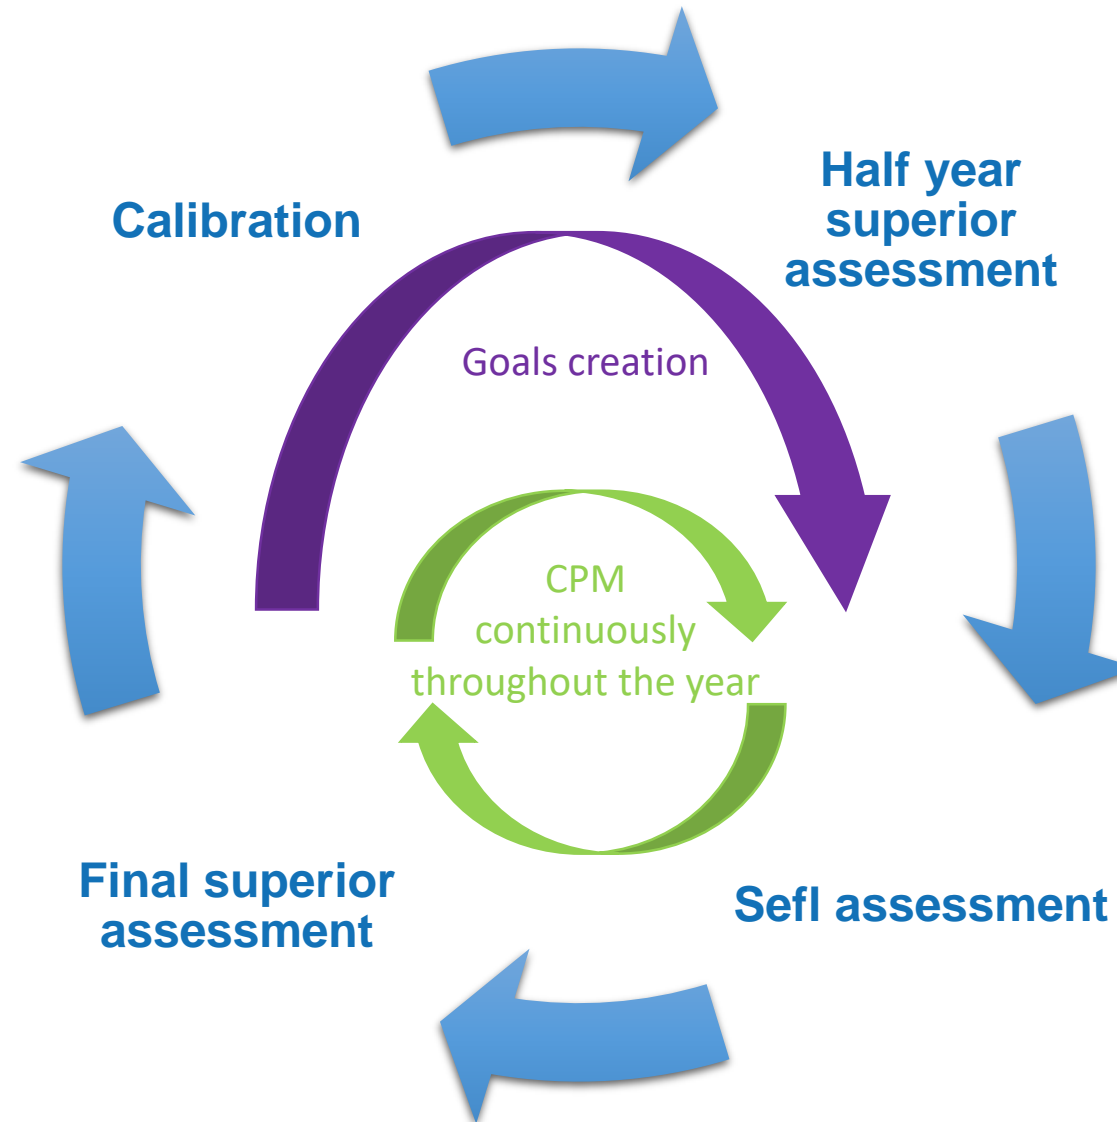 Calibration
Half year
superior
assessment
Goals creation
CPM
continuously
throughout the year
Final superior
assessment
Sefl assessment